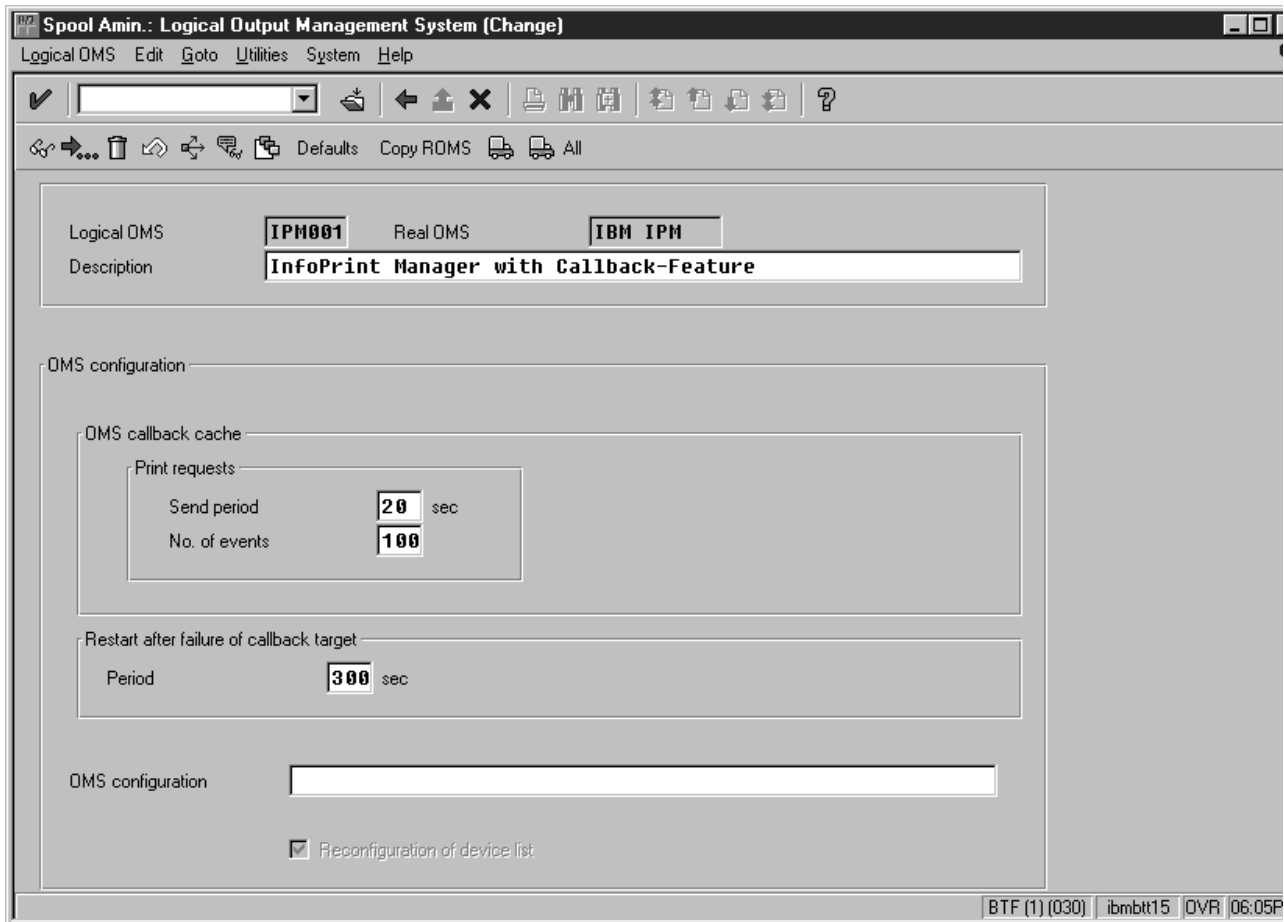 Spool Amin.: Logical Output Management System (Change)
Logical OMS Edit Goto Utilities System Help
Defaults Copy ROMS All
Logical OMS IPM001 Real OMS IBM IPM
Description InfoPrint Manager with Callback-Feature
OMS configuration
OMS callback cache
Print requests
Send period 20 sec
No. of events 100
Restart after failure of callback target
Period 300 sec
OMS configuration
Reconfiguration of device list
BTF (1) (030) ibmbtt15 OVR 06:05P